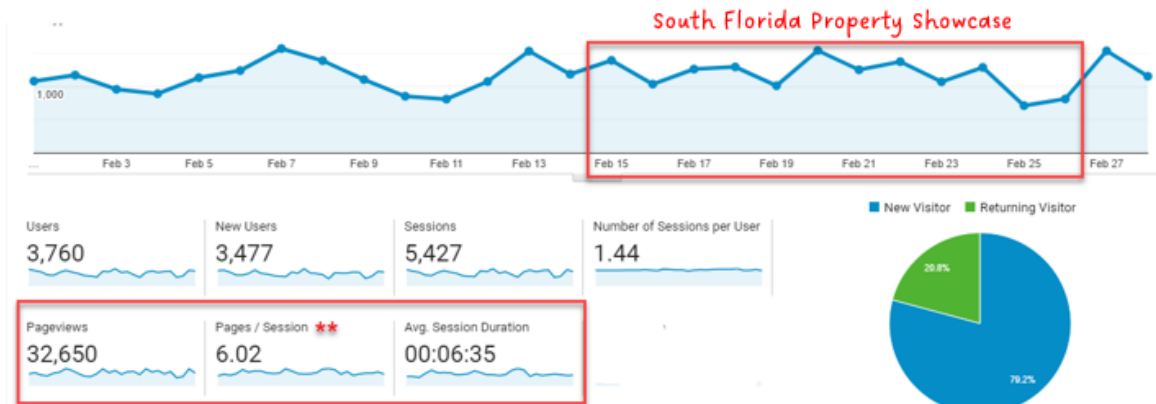 South Florida Property Showcase
1,000
... Feb 3 Feb 5 Feb 7 Feb 9 Feb 11 Feb 13 Feb 15 Feb 17 Feb 19 Feb 21 Feb 23 Feb 25 Feb 27
New Visitor Returning Visitor
Users New Users Sessions Number of Sessions per User
3,760 3,477 5,427 1.44
20.8%
Pageviews Pages / Session ** Avg. Session Duration
32,650 6.02 00:06:35
79.2%